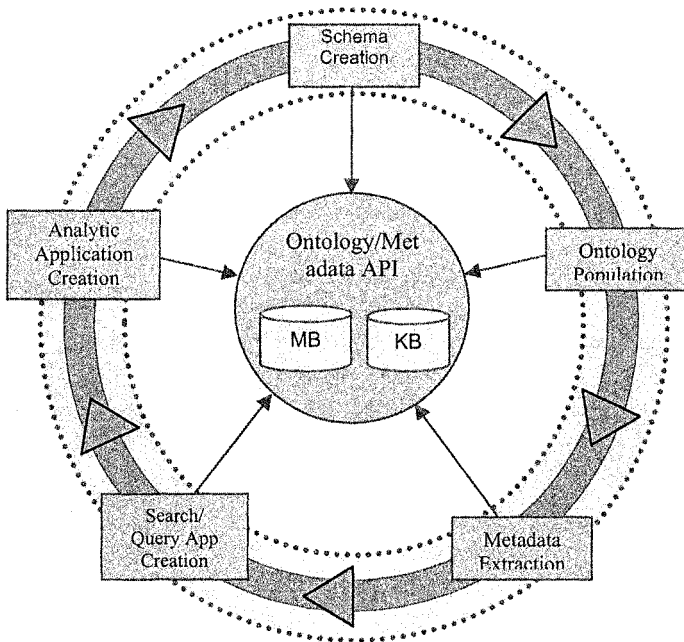 Schema
Creation
Analytic
Application
Creation
Ontology/Met
adata API
Ontology
Population
MB
KB
Search/
Query App
Creation
Metadata
Extraction